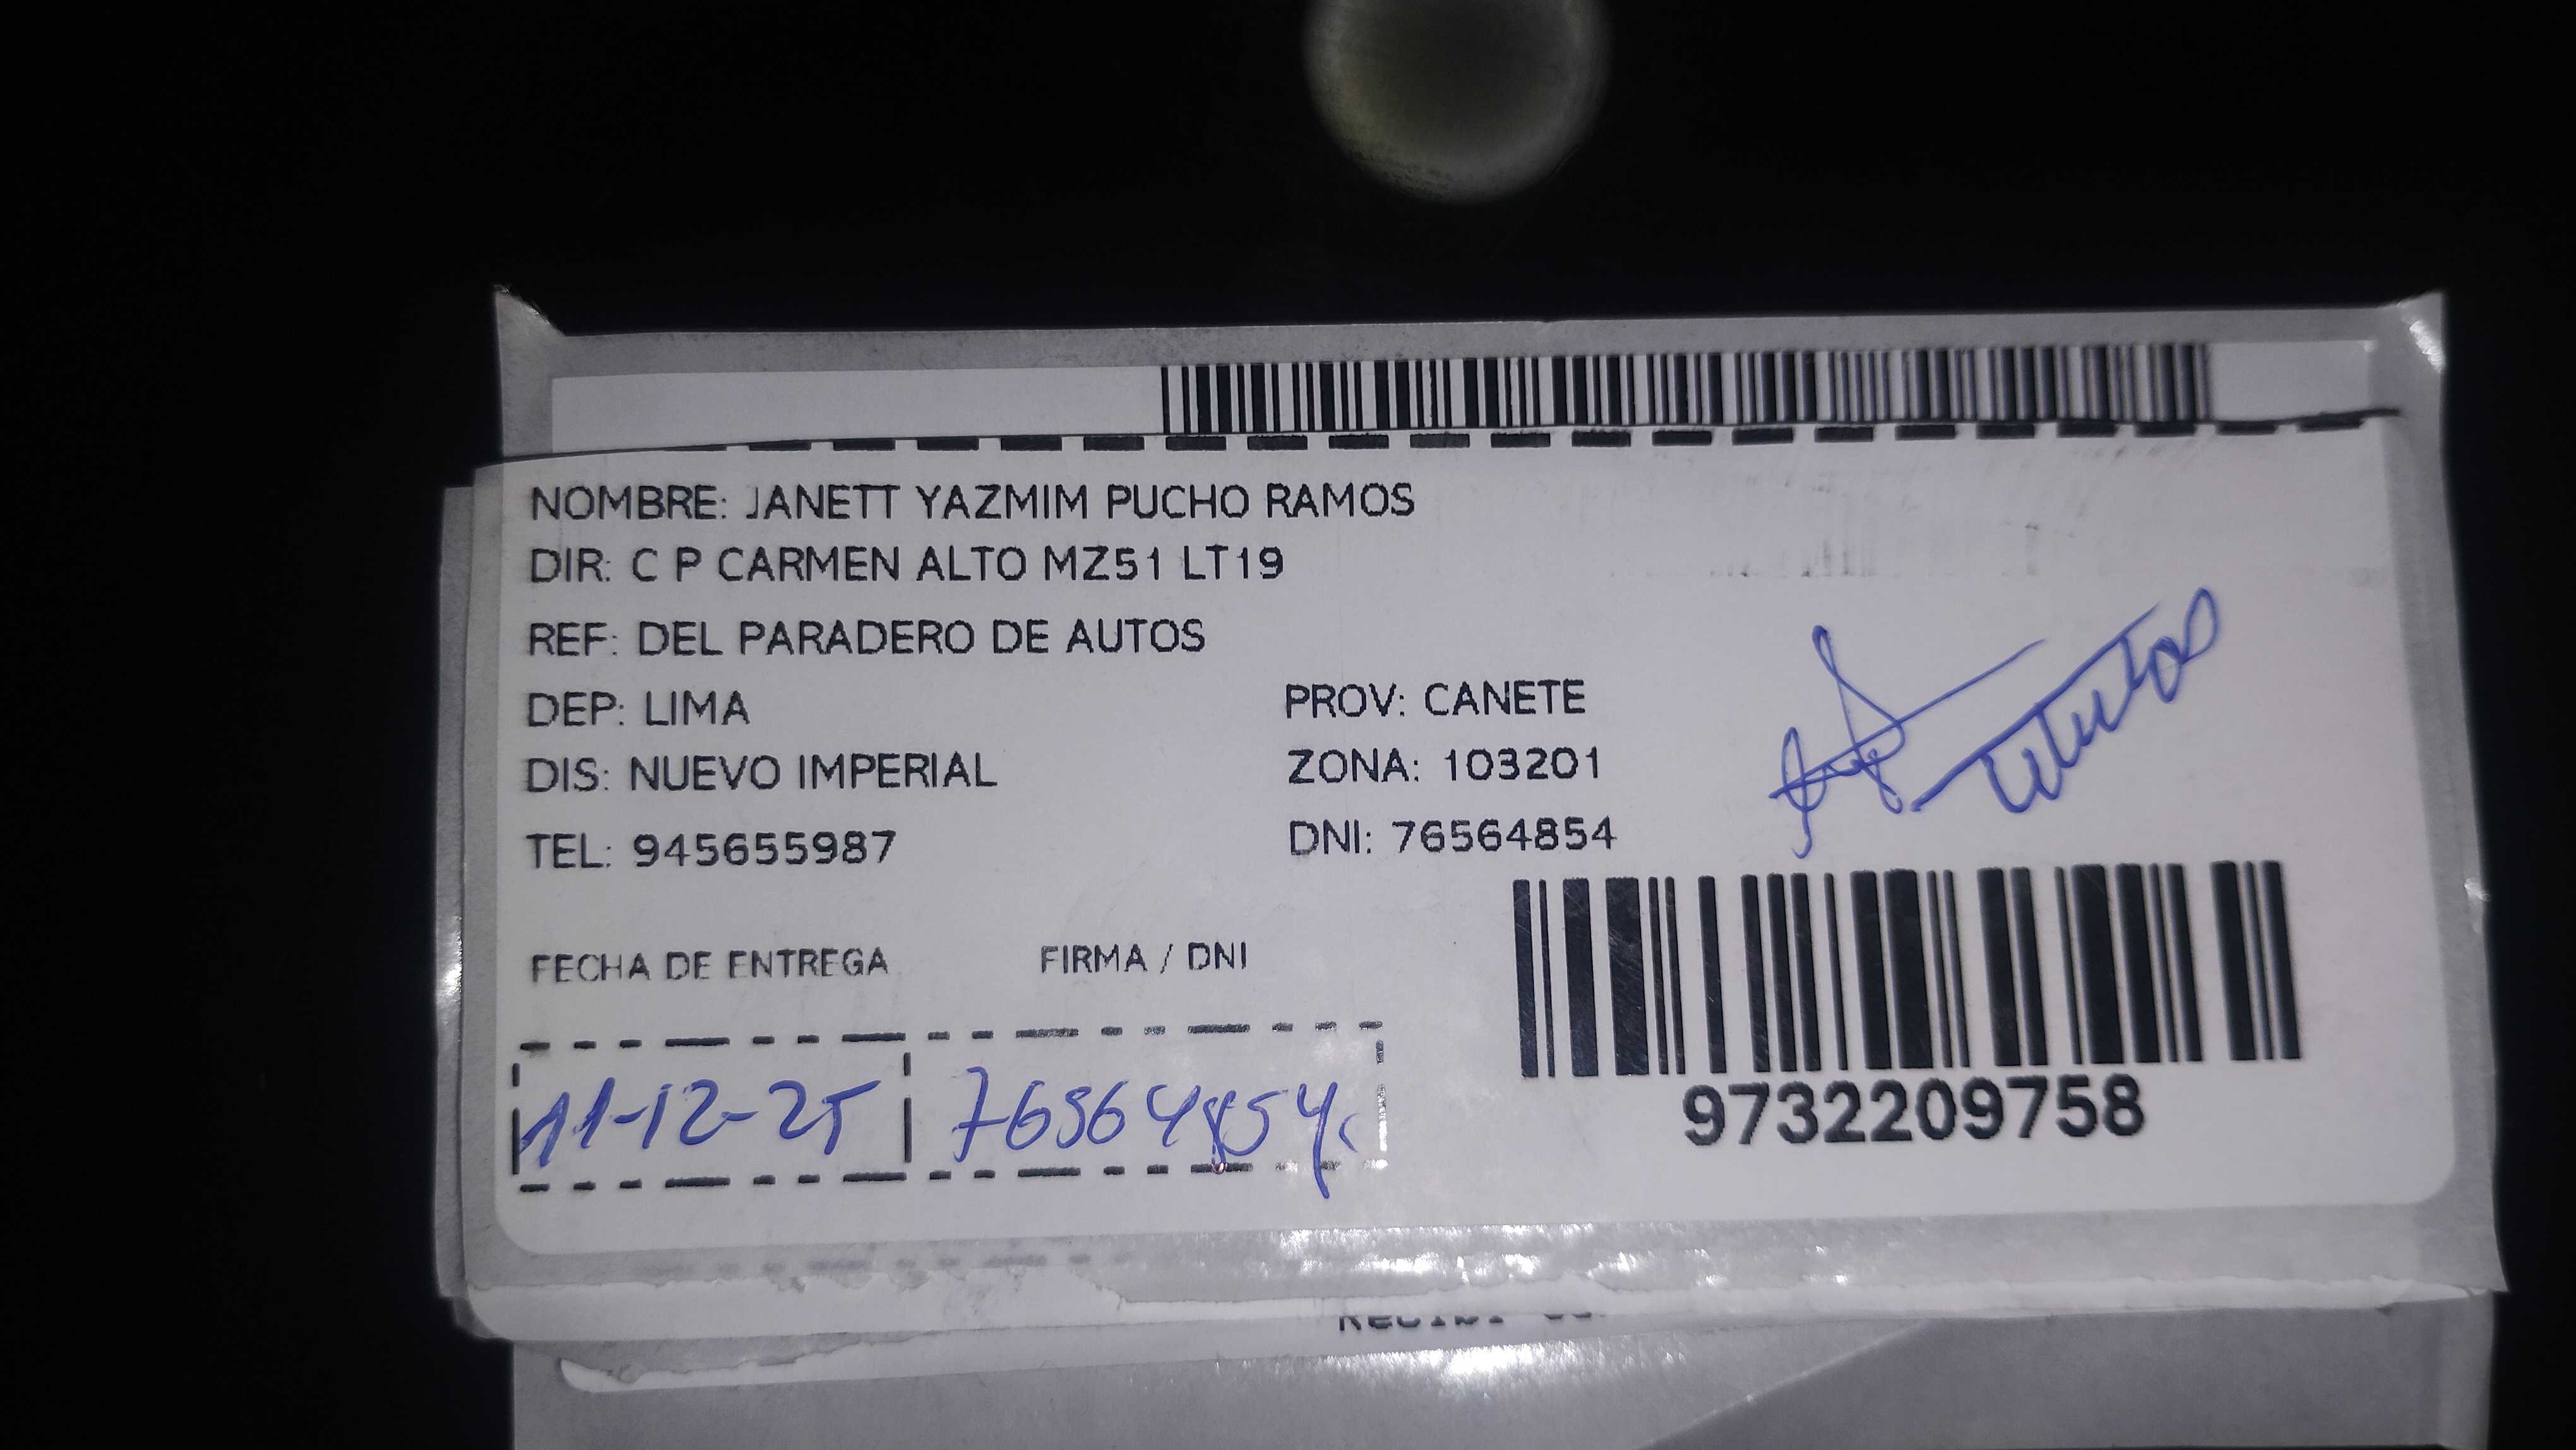 NOMBRE: JANETT YAZMIM PUCHO RAMOS
DIR: C P CARMEN ALTO MZ51 LT19
REF: DEL PARADERO DE AUTOS
DEP: LIMA
PROV: CANETE
DIS: NUEVO IMPERIAL
ZONA: 103201
TEL: 945655987
DNI: 76564854
FECHA DE ENTREGA
FIRMA / DNI
11-12-25
76564854
9732209758